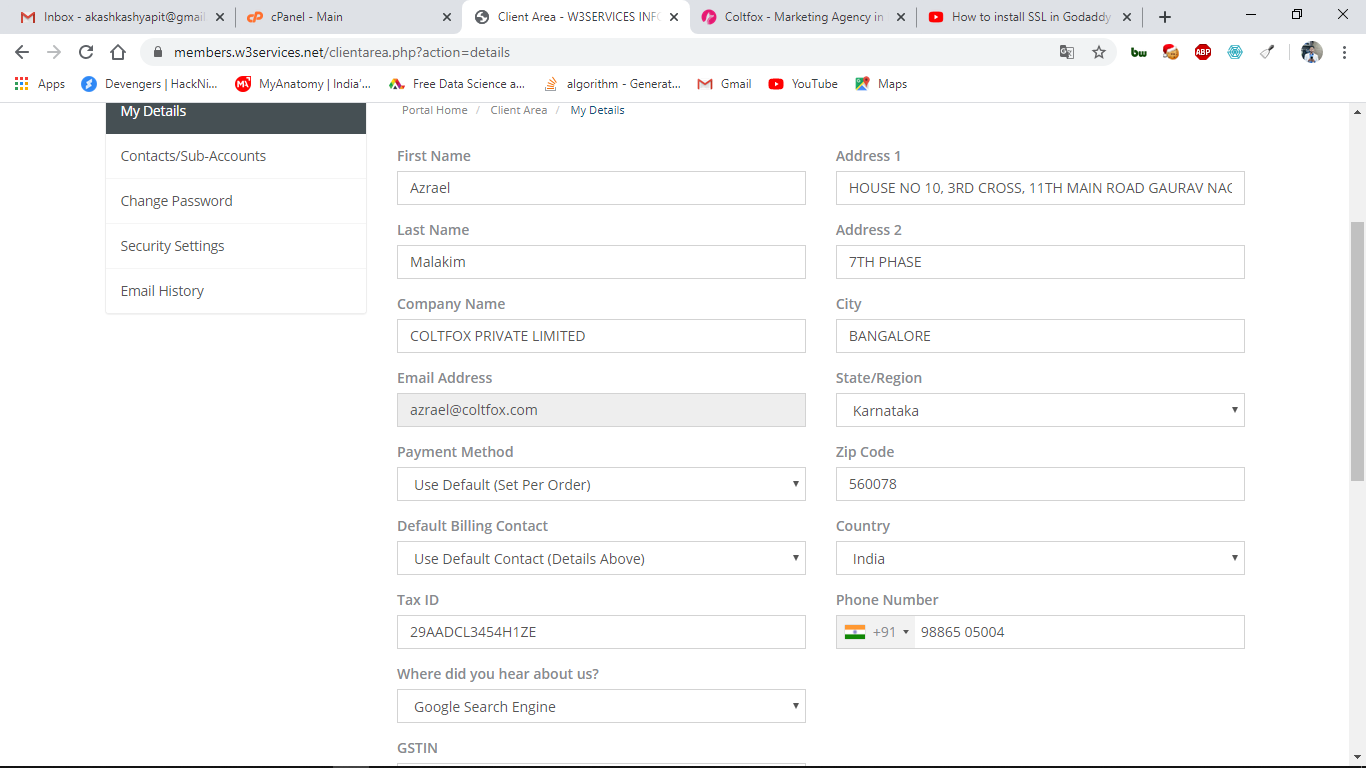 Inbox - akashkashyapit@gmail
cPanel - Main
Client Area - W3SERVICES INFO
Coltfox - Marketing Agency in
How to install SSL in Godaddy
members.w3services.net/clientarea.php?action=details
bw
ABP
Apps
Devengers | HackNi...
MyAnatomy | India'...
Free Data Science a...
algorithm - Generat...
Gmail
YouTube
Maps
My Details
Contacts/Sub-Accounts
Change Password
Security Settings
Email History
Portal Home / Client Area / My Details
First Name
Azrael
Last Name
Malakim
Company Name
COLTFOX PRIVATE LIMITED
Email Address
azrael@coltfox.com
Payment Method
Use Default (Set Per Order)
Default Billing Contact
Use Default Contact (Details Above)
Tax ID
29AADCL3454H1ZE
Where did you hear about us?
Google Search Engine
GSTIN
Address 1
HOUSE NO 10, 3RD CROSS, 11TH MAIN ROAD GAURAV NAG
Address 2
7TH PHASE
City
BANGALORE
State/Region
Karnataka
Zip Code
560078
Country
India
Phone Number
+91 98865 05004